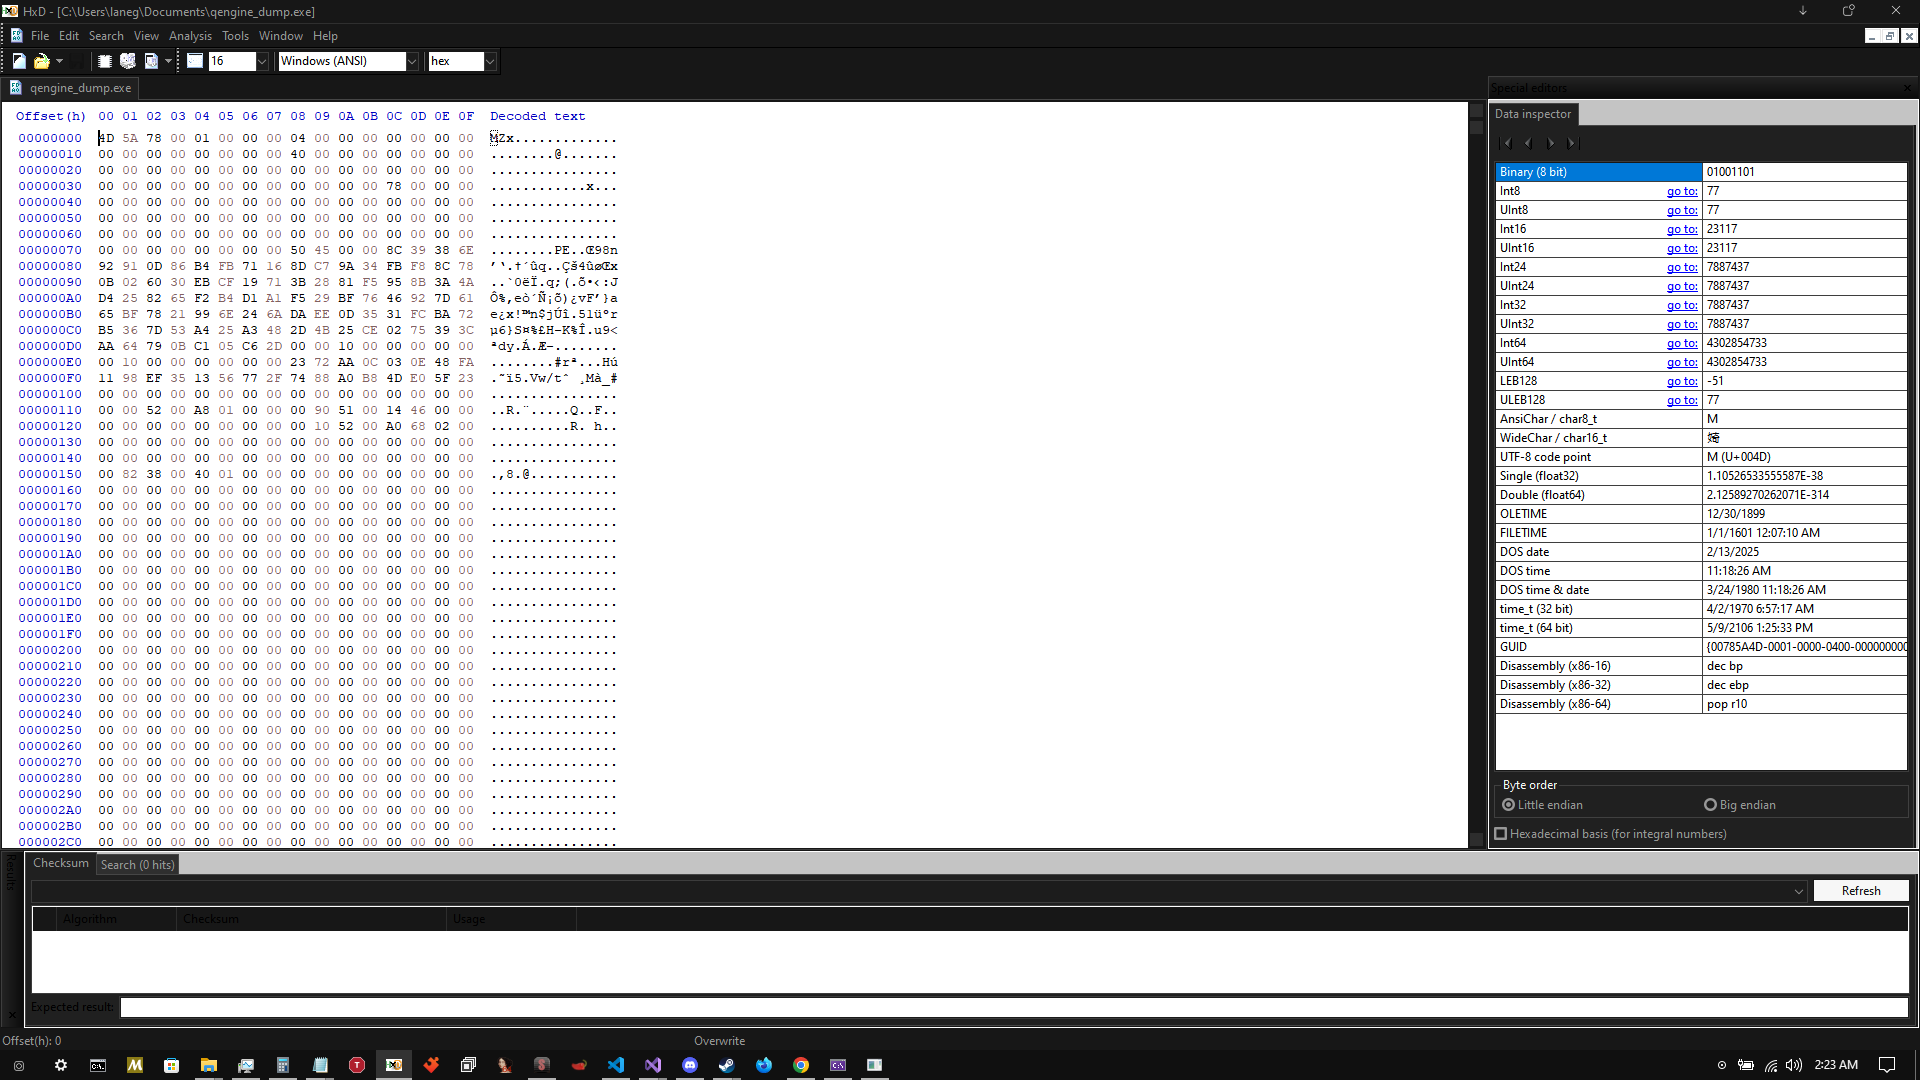 HxD - [C:\Users\laneg\Documents\qengine_dump.exe]
File Edit Search View Analysis Tools Window Help
16 Windows (ANSI) hex
qengine_dump.exe
Offset(h) 00 01 02 03 04 05 06 07 08 09 0A 0B 0C 0D 0E 0F Decoded text
00000000 4D 5A 78 00 01 00 00 00 04 00 00 00 00 00 00 00 MZx.............
00000010 00 00 00 00 00 00 00 00 40 00 00 00 00 00 00 00 ........@.......
00000020 00 00 00 00 00 00 00 00 00 00 00 00 00 00 00 00 ................
00000030 00 00 00 00 00 00 00 00 00 00 00 00 78 00 00 00 ............x...
00000040 00 00 00 00 00 00 00 00 00 00 00 00 00 00 00 00 ................
00000050 00 00 00 00 00 00 00 00 00 00 00 00 00 00 00 00 ................
00000060 00 00 00 00 00 00 00 00 00 00 00 00 00 00 00 00 ................
00000070 00 00 00 00 00 00 00 00 50 45 00 00 8C 39 38 6E ........PE..Œ98n
00000080 92 91 0D 86 B4 FB 71 16 8D C7 9A 34 FB F8 8C 78 ’‘.†´ûq..Çš4ûøŒx
00000090 0B 02 60 30 EB CF 19 71 3B 28 81 F5 95 8B 3A 4A ..`0ëÏ.q;(.õ•‹:J
000000A0 D4 25 82 65 F2 B4 D1 A1 F5 29 BF 76 46 92 7D 61 Ô%‚eò´Ñ¡õ)¿vF’}a
000000B0 65 BF 78 21 99 6E 24 6A DA EE 0D 35 31 FC BA 72 e¿x!™n$jÚî.51üºr
000000C0 B5 36 7D 53 A4 25 A3 48 2D 4B 25 CE 02 75 39 3C µ6}S¤%£H-K%Î.u9<
000000D0 AA 64 79 0B C1 05 C6 2D 00 00 10 00 00 00 00 00 ªdy.Á.Æ-........
000000E0 00 10 00 00 00 00 00 00 23 72 AA 0C 03 0E 48 FA ........#rª...Hú
000000F0 11 98 EF 35 13 56 77 2F 74 88 A0 B8 4D E0 5F 23 .˜ï5.Vw/tˆ ¸Mà_#
00000100 00 00 00 00 00 00 00 00 00 00 00 00 00 00 00 00 ................
00000110 00 00 52 00 A8 01 00 00 00 90 51 00 14 46 00 00 ..R.¨.....Q..F..
00000120 00 00 00 00 00 00 00 00 00 10 52 00 A0 68 02 00 ..........R. h..
00000130 00 00 00 00 00 00 00 00 00 00 00 00 00 00 00 00 ................
00000140 00 00 00 00 00 00 00 00 00 00 00 00 00 00 00 00 ................
00000150 00 82 38 00 40 01 00 00 00 00 00 00 00 00 00 00 .‚8.@...........
00000160 00 00 00 00 00 00 00 00 00 00 00 00 00 00 00 00 ................
00000170 00 00 00 00 00 00 00 00 00 00 00 00 00 00 00 00 ................
00000180 00 00 00 00 00 00 00 00 00 00 00 00 00 00 00 00 ................
00000190 00 00 00 00 00 00 00 00 00 00 00 00 00 00 00 00 ................
000001A0 00 00 00 00 00 00 00 00 00 00 00 00 00 00 00 00 ................
000001B0 00 00 00 00 00 00 00 00 00 00 00 00 00 00 00 00 ................
000001C0 00 00 00 00 00 00 00 00 00 00 00 00 00 00 00 00 ................
000001D0 00 00 00 00 00 00 00 00 00 00 00 00 00 00 00 00 ................
000001E0 00 00 00 00 00 00 00 00 00 00 00 00 00 00 00 00 ................
000001F0 00 00 00 00 00 00 00 00 00 00 00 00 00 00 00 00 ................
00000200 00 00 00 00 00 00 00 00 00 00 00 00 00 00 00 00 ................
00000210 00 00 00 00 00 00 00 00 00 00 00 00 00 00 00 00 ................
00000220 00 00 00 00 00 00 00 00 00 00 00 00 00 00 00 00 ................
00000230 00 00 00 00 00 00 00 00 00 00 00 00 00 00 00 00 ................
00000240 00 00 00 00 00 00 00 00 00 00 00 00 00 00 00 00 ................
00000250 00 00 00 00 00 00 00 00 00 00 00 00 00 00 00 00 ................
00000260 00 00 00 00 00 00 00 00 00 00 00 00 00 00 00 00 ................
00000270 00 00 00 00 00 00 00 00 00 00 00 00 00 00 00 00 ................
00000280 00 00 00 00 00 00 00 00 00 00 00 00 00 00 00 00 ................
00000290 00 00 00 00 00 00 00 00 00 00 00 00 00 00 00 00 ................
000002A0 00 00 00 00 00 00 00 00 00 00 00 00 00 00 00 00 ................
000002B0 00 00 00 00 00 00 00 00 00 00 00 00 00 00 00 00 ................
000002C0 00 00 00 00 00 00 00 00 00 00 00 00 00 00 00 00 ................
Special editors
Data inspector
Binary (8 bit) 01001101
Int8 go to: 77
UInt8 go to: 77
Int16 go to: 23117
UInt16 go to: 23117
Int24 go to: 7887437
UInt24 go to: 7887437
Int32 go to: 7887437
UInt32 go to: 7887437
Int64 go to: 4302854733
UInt64 go to: 4302854733
LEB128 go to: -51
ULEB128 go to: 77
AnsiChar / char8_t M
WideChar / char16_t
UTF-8 code point M (U+004D)
Single (float32) 1.10526533555587E-38
Double (float64) 2.12589270262071E-314
OLETIME 12/30/1899
FILETIME 1/1/1601 12:07:10 AM
DOS date 2/13/2025
DOS time 11:18:26 AM
DOS time & date 3/24/1980 11:18:26 AM
time_t (32 bit) 4/2/1970 6:57:17 AM
time_t (64 bit) 5/9/2106 1:25:33 PM
GUID {00785A4D-0001-0000-0400-000000000
Disassembly (x86-16) dec bp
Disassembly (x86-32) dec ebp
Disassembly (x86-64) pop r10
Byte order
Little endian Big endian
Hexadecimal basis (for integral numbers)
Results
Checksum Search (0 hits)
Refresh
Algorithm Checksum Usage
Expected result:
Offset(h): 0 Overwrite
2:23 AM